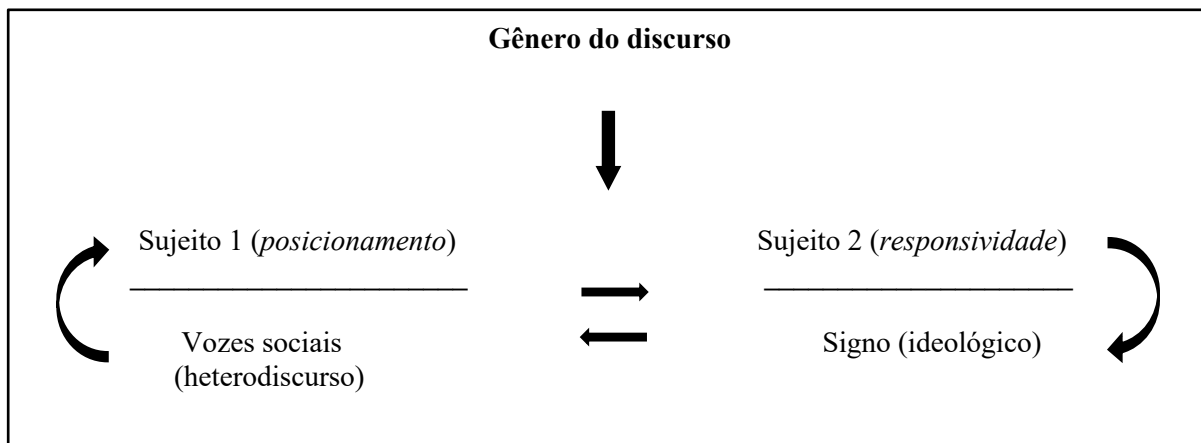 Gênero do discurso
Sujeito 1 (posicionamento)
Sujeito 2 (responsividade)
Vozes sociais
(heterodiscurso)
Signo (ideológico)